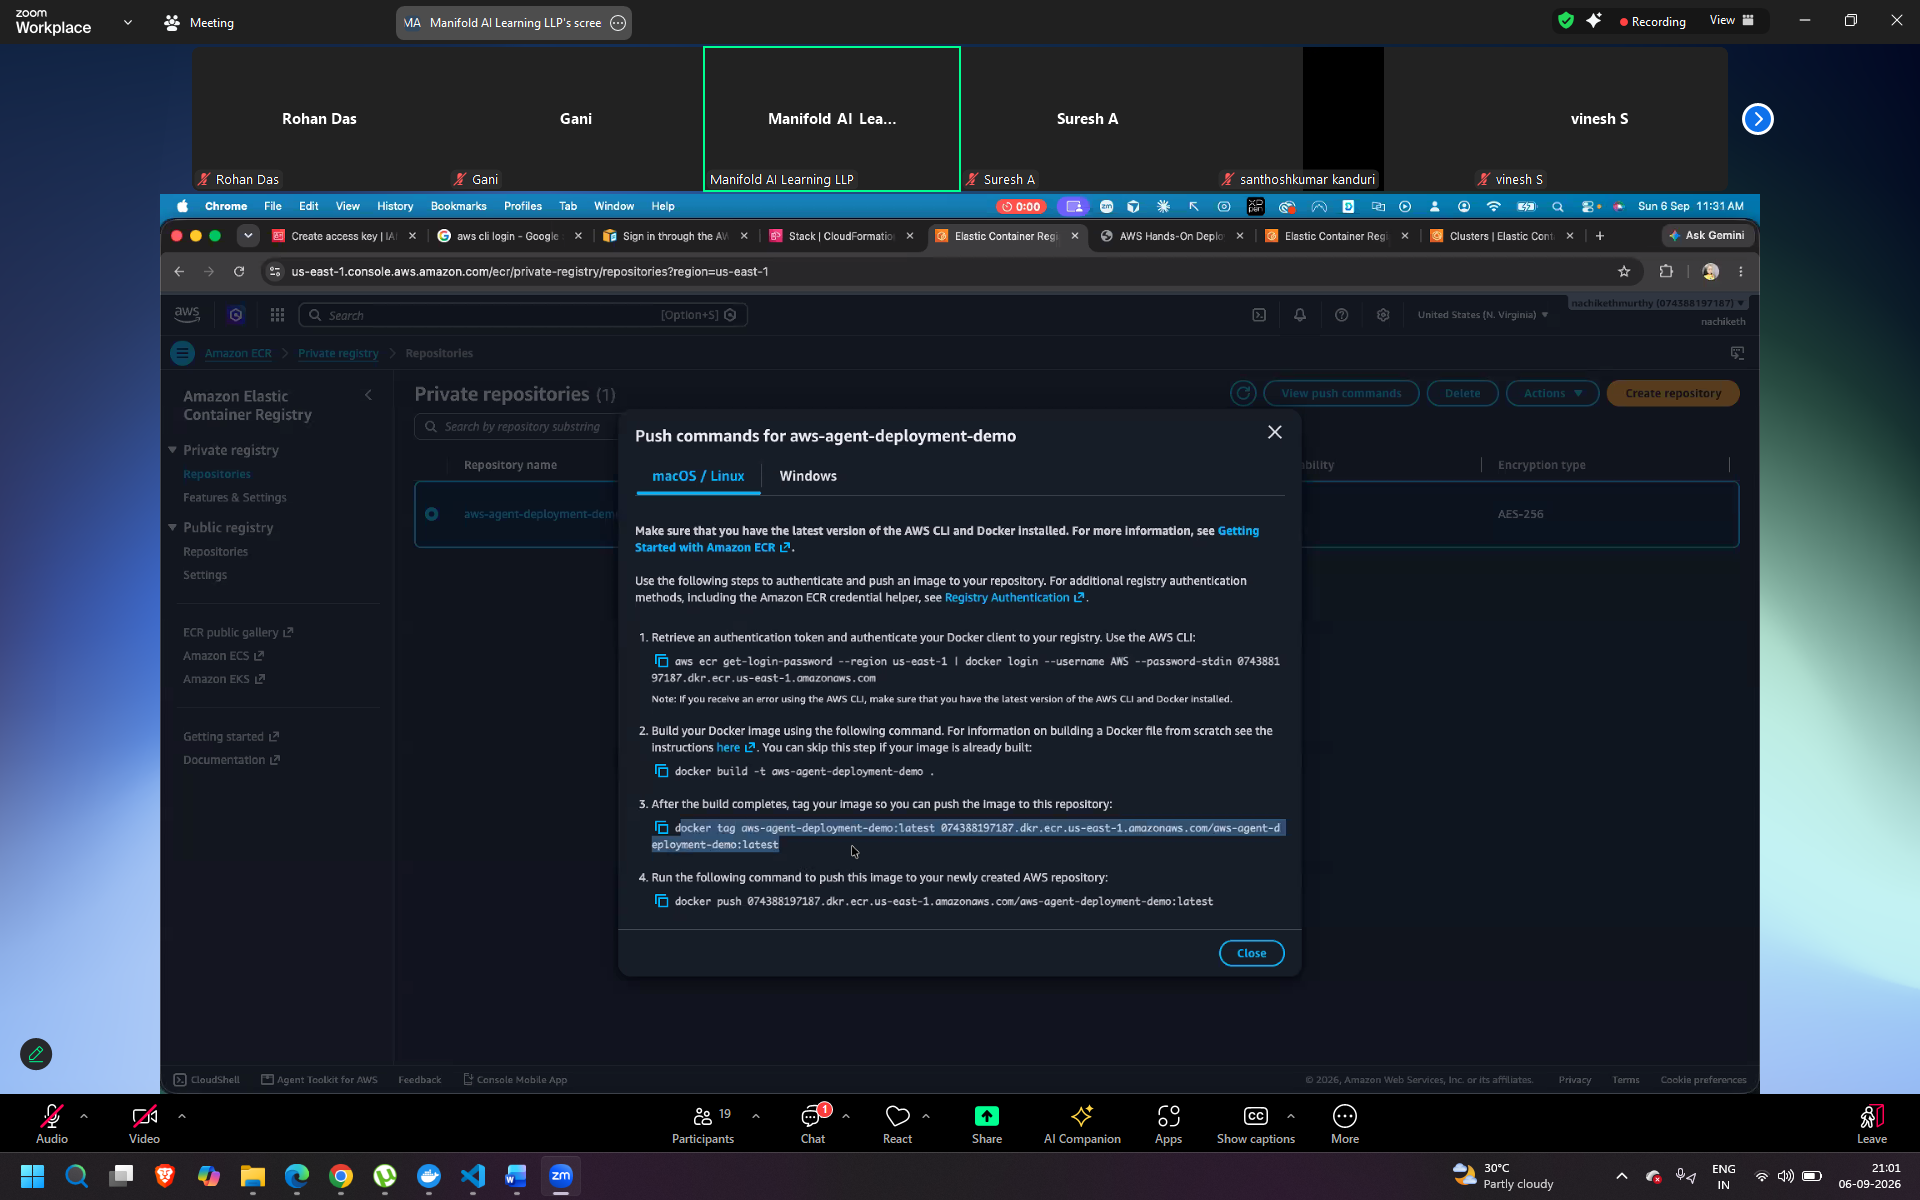 zoom
Workplace
Meeting
MA Manifold AI Learning LLP's scree
Recording
View
Rohan Das
Gani
Manifold AI Lea...
Suresh A
vinesh S
Rohan Das
Gani
Manifold AI Learning LLP
Suresh A
santhoshkumar kanduri
vinesh S
Chrome File Edit View History Bookmarks Profiles Tab Window Help
0:00
Sun 6 Sep 11:31 AM
Create access key | IA
aws cli login - Google
Sign in through the AW
Stack | CloudFormatio
Elastic Container Regi
AWS Hands-On Deplo
Elastic Container Regi
Clusters | Elastic Cont
Ask Gemini
us-east-1.console.aws.amazon.com/ecr/private-registry/repositories?region=us-east-1
aws
Search
[Option+S]
United States (N. Virginia)
nachikethmurthy (074388197187)
nachiketh
Amazon ECR
Private registry
Repositories
Amazon Elastic
Container Registry
Private registry
Repositories
Features & Settings
Public registry
Repositories
Settings
ECR public gallery
Amazon ECS
Amazon EKS
Getting started
Documentation
Private repositories (1)
View push commands
Delete
Actions
Create repository
Search by repository substring
Repository name
bility
Encryption type
aws-agent-deployment-dem
AES-256
Push commands for aws-agent-deployment-demo
macOS / Linux
Windows
Make sure that you have the latest version of the AWS CLI and Docker installed. For more information, see Getting
Started with Amazon ECR .
Use the following steps to authenticate and push an image to your repository. For additional registry authentication
methods, including the Amazon ECR credential helper, see Registry Authentication .
1. Retrieve an authentication token and authenticate your Docker client to your registry. Use the AWS CLI:
aws ecr get-login-password --region us-east-1 | docker login --username AWS --password-stdin 0743881
97187.dkr.ecr.us-east-1.amazonaws.com
Note: If you receive an error using the AWS CLI, make sure that you have the latest version of the AWS CLI and Docker installed.
2. Build your Docker image using the following command. For information on building a Docker file from scratch see the
instructions here . You can skip this step if your image is already built:
docker build -t aws-agent-deployment-demo .
3. After the build completes, tag your image so you can push the image to this repository:
docker tag aws-agent-deployment-demo:latest 074388197187.dkr.ecr.us-east-1.amazonaws.com/aws-agent-d
eployment-demo:latest
4. Run the following command to push this image to your newly created AWS repository:
docker push 074388197187.dkr.ecr.us-east-1.amazonaws.com/aws-agent-deployment-demo:latest
Close
CloudShell
Agent Toolkit for AWS
Feedback
Console Mobile App
© 2026, Amazon Web Services, Inc. or its affiliates.
Privacy
Terms
Cookie preferences
Audio
Video
Participants 19
Chat 1
React
Share
AI Companion
Apps
CC
Show captions
More
Leave
zm
30°C
Partly cloudy
ENG
IN
21:01
06-09-2026